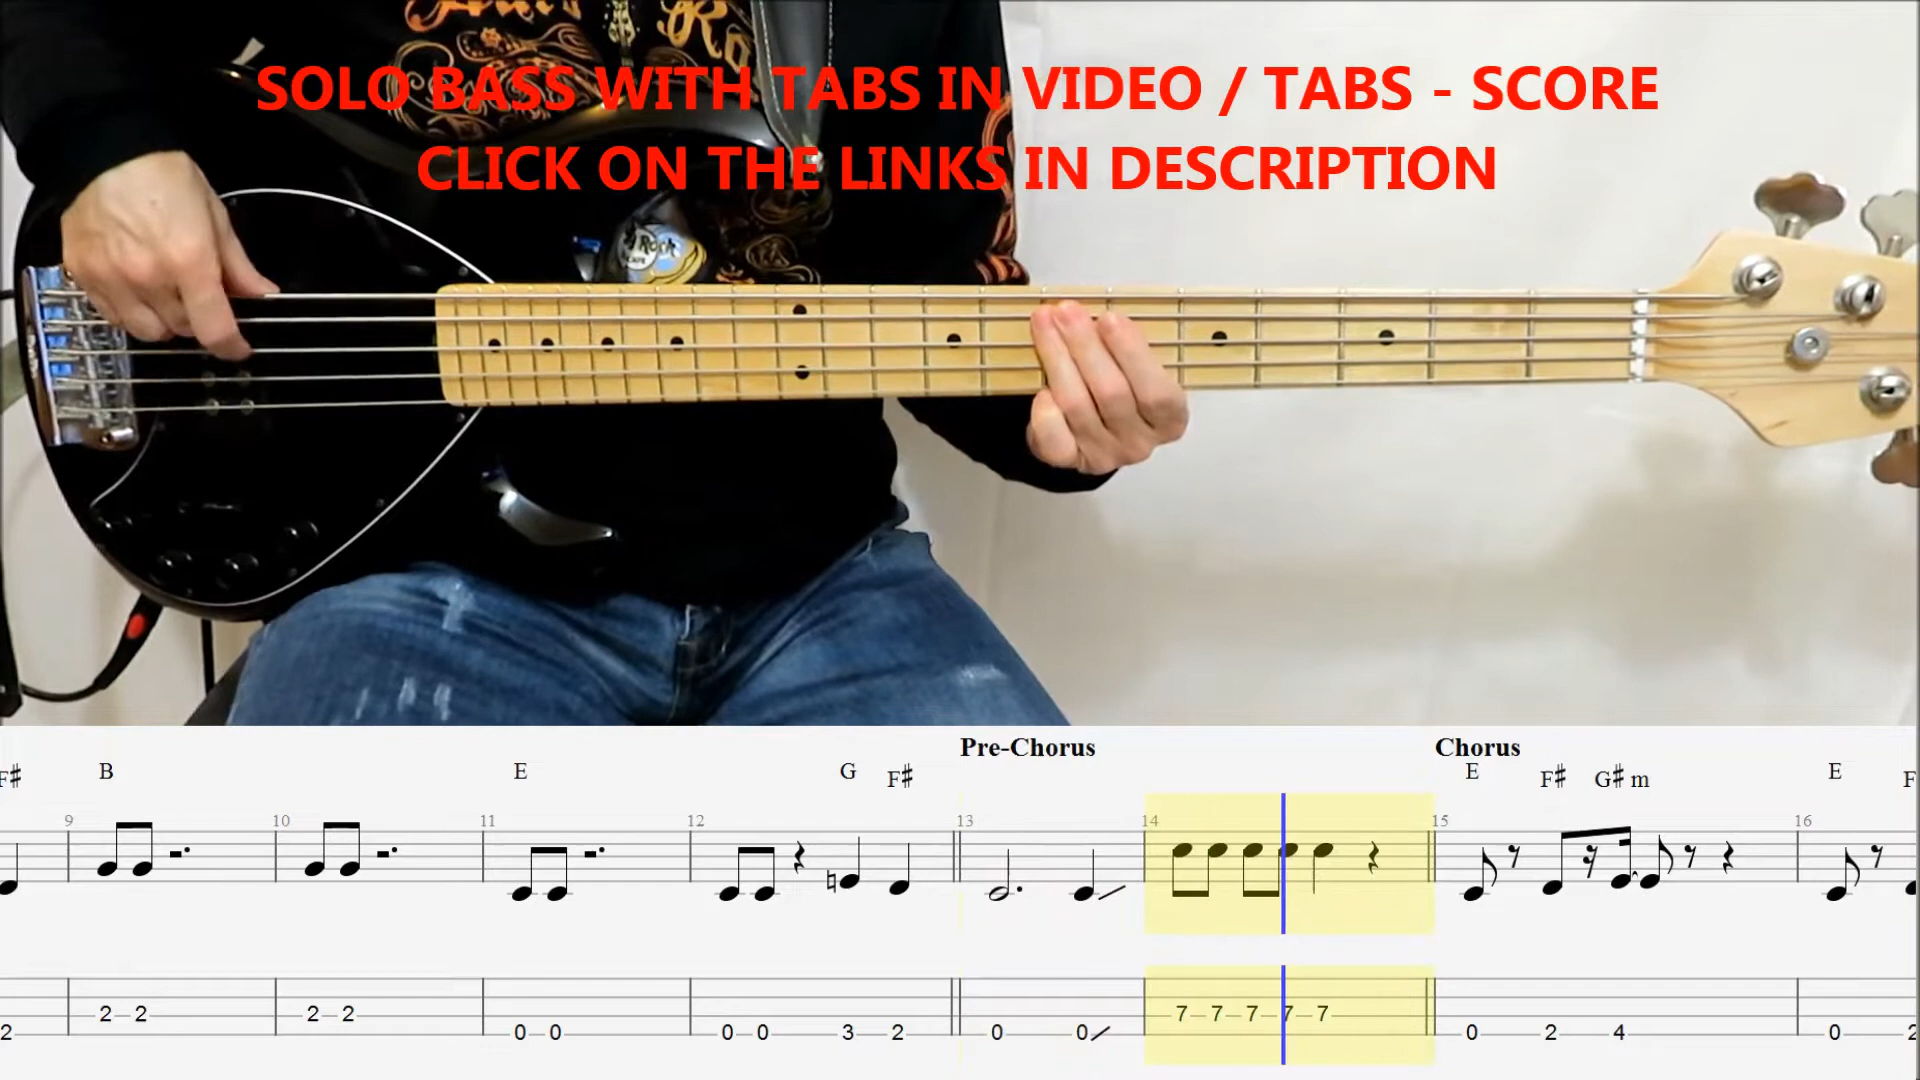 SOLO BASS WITH TABS IN VIDEO / TABS - SCORE
CLICK ON THE LINKS IN DESCRIPTION
Pre-Chorus Chorus
F# B E G F# E F# G#m E F
9 10 11 12 13 14 15 16
2 2 2 2 2 0 0 0 0 3 2 0 0 7 7 7 7 7 0 2 4 0 2